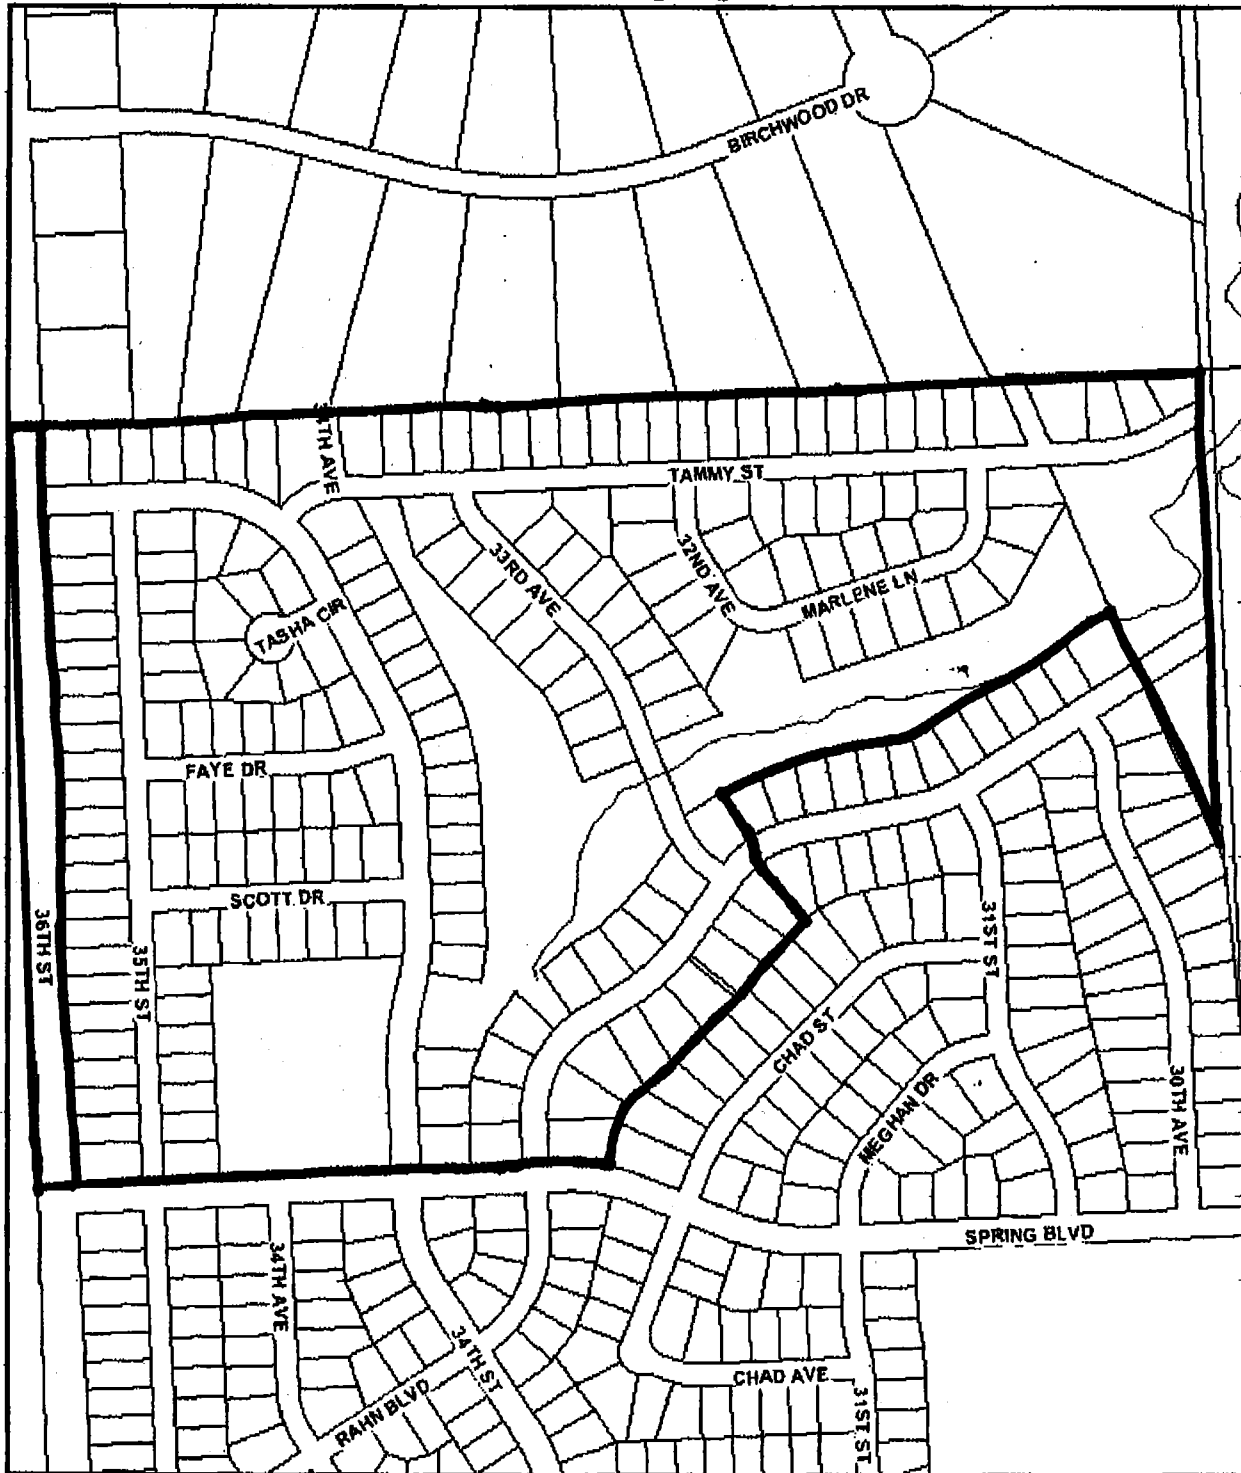 BIRCHWOOD DR
34TH AVE
TAMMY ST
33RD AVE
32ND AVE
MARLENE LN
TASHA CIR
FAYE DR
SCOTT DR
36TH ST
35TH ST
31ST ST
CHAD ST
MEGHAN DR
30TH AVE
SPRING BLVD
34TH AVE
34TH ST
RAHN BLVD
CHAD AVE
31ST ST